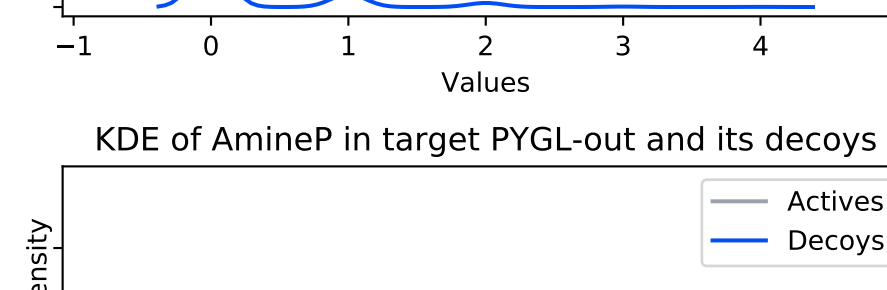 −1 0 1 2 3 4
Values
KDE of AmineP in target PYGL-out and its decoys
Actives
Decoys